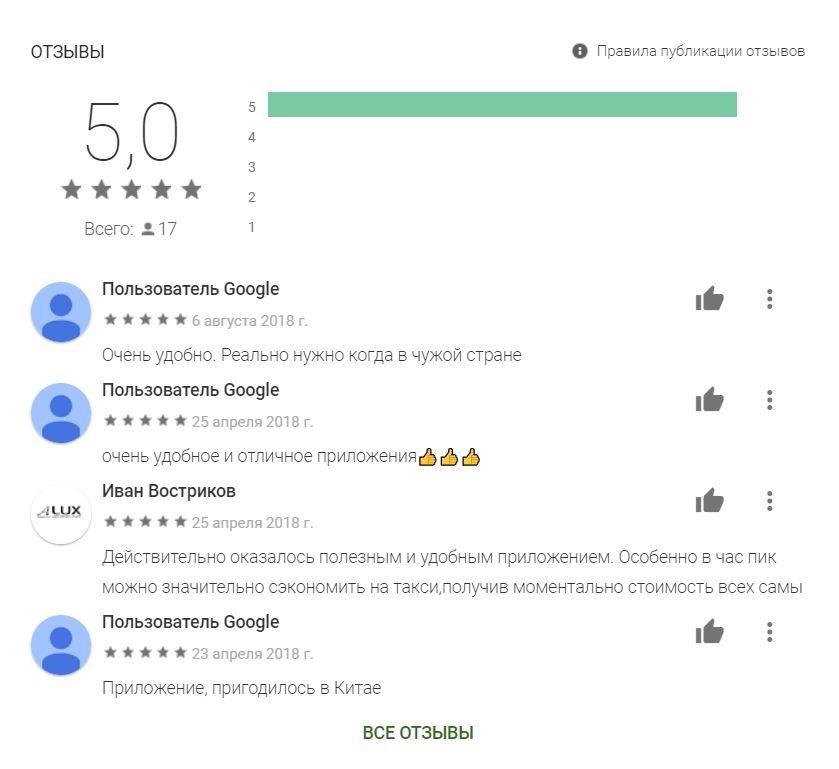 ОТЗЫВЫ
Правила публикации отзывов
5,0
Всего: 17
5
4
3
2
1
Пользователь Google
6 августа 2018 г.
Очень удобно. Реально нужно когда в чужой стране
Пользователь Google
25 апреля 2018 г.
очень удобное и отличное приложения👍👍👍
Иван Востриков
ALUX
25 апреля 2018 г.
Действительно оказалось полезным и удобным приложением. Особенно в час пик
можно значительно сэкономить на такси,получив моментально стоимость всех самы
Пользователь Google
23 апреля 2018 г.
Приложение, пригодилось в Китае
ВСЕ ОТЗЫВЫ